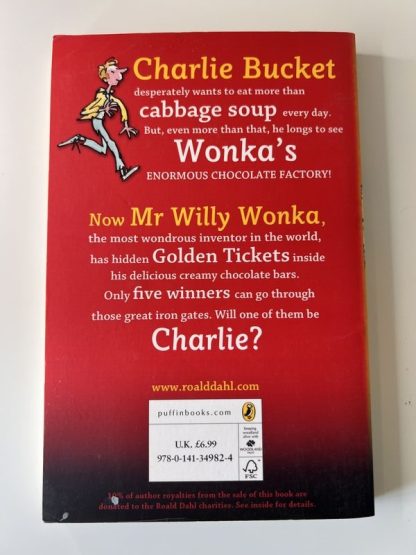 Charlie Bucket
desperately wants to eat more than
cabbage soup every day.
But, even more than that, he longs to see
Wonka's
ENORMOUS CHOCOLATE FACTORY!
Now Mr Willy Wonka,
the most wondrous inventor in the world,
has hidden Golden Tickets inside
his delicious creamy chocolate bars.
Only five winners can go through
those great iron gates. Will one of them be
Charlie?
www.roalddahl.com
puffinbooks.com
U.K. £6.99
978-0-141-34982-4
Keeping
woodland
alive with
WOODLAND
FSC
10% of author royalties from the sale of this book are
donated to the Roald Dahl charities. See inside for details.